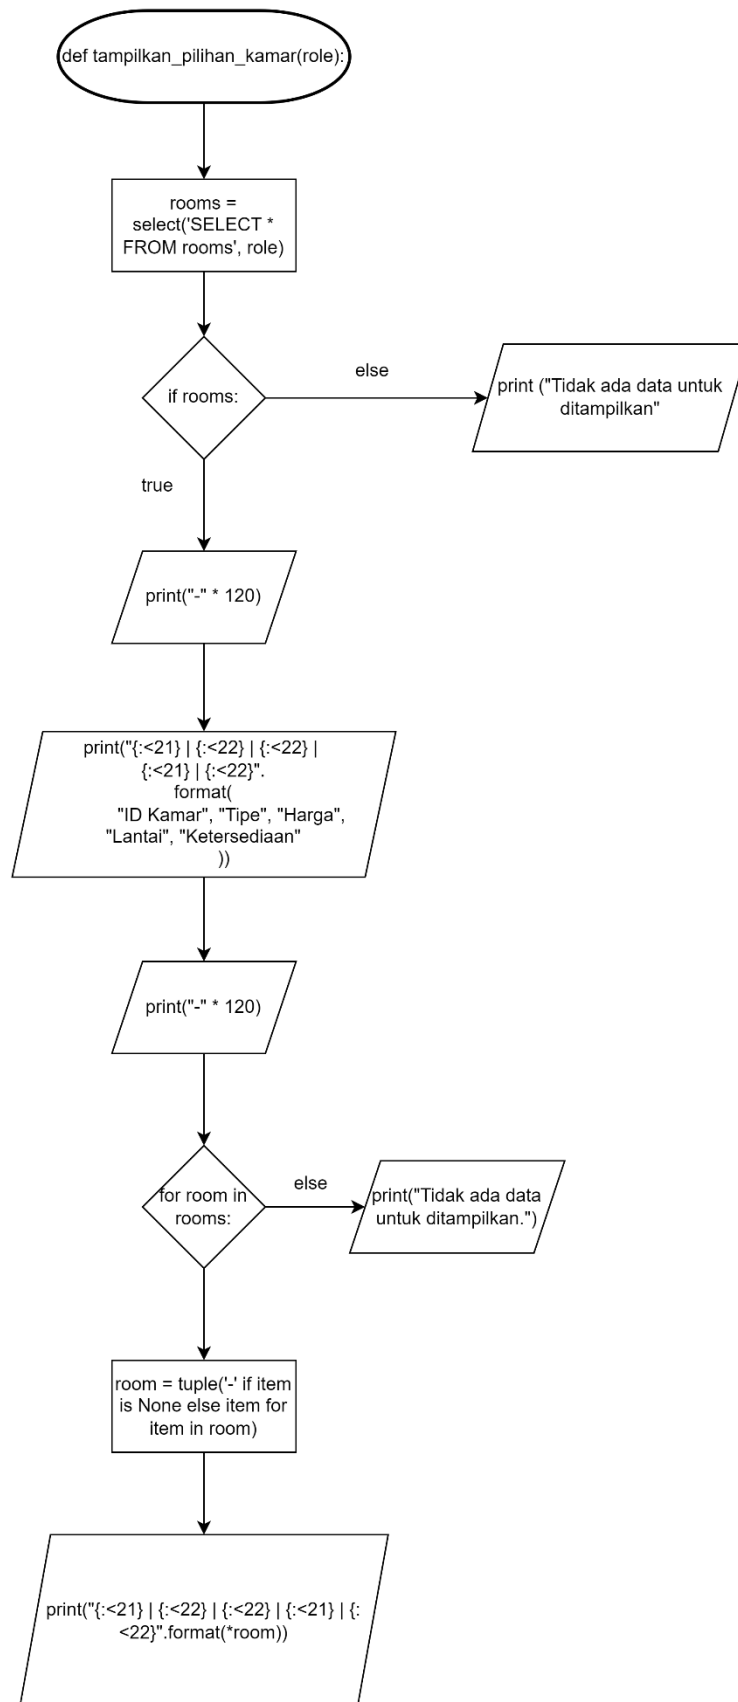 def tampilkan_pilihan_kamar(role):
rooms =
select('SELECT *
FROM rooms', role)
if rooms:
else
print ("Tidak ada data untuk
ditampilkan"
true
print("-" * 120)
print("{:<21} | {:<22} | {:<22} |
{:<21} | {:<22}".
format(
"ID Kamar", "Tipe", "Harga",
"Lantai", "Ketersediaan"
))
print("-" * 120)
for room in
rooms:
else
print("Tidak ada data
untuk ditampilkan.")
room = tuple('-' if item
is None else item for
item in room)
print("{:<21} | {:<22} | {:<22} | {:<21} | {:
<22}".format(*room))